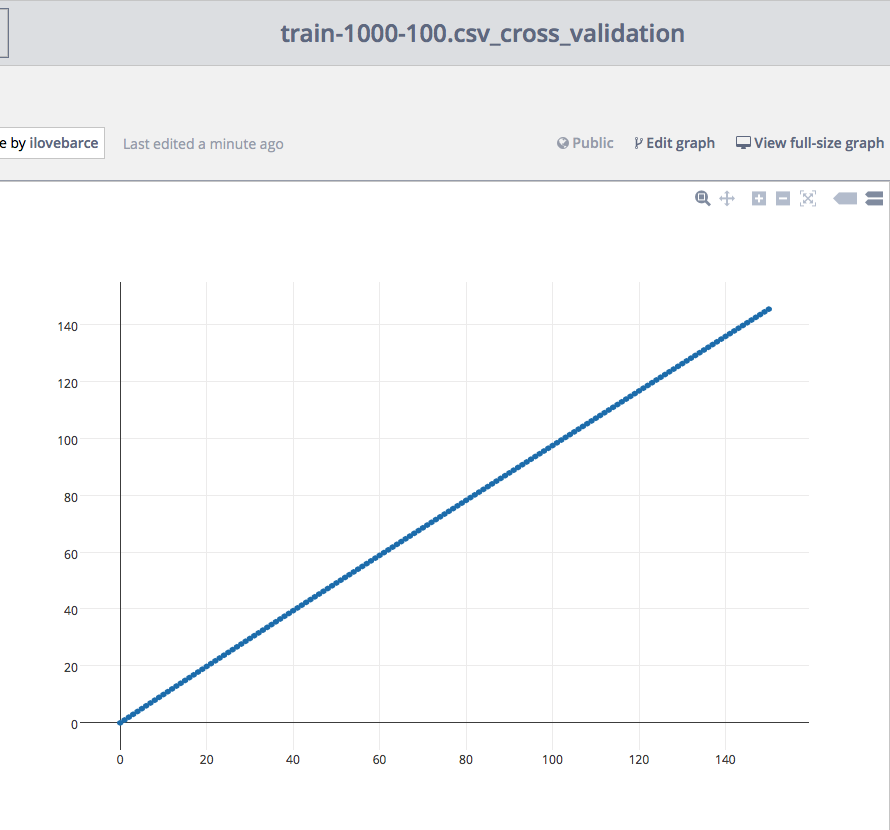 train-1000-100.csv_cross_validation
e by ilovebarce
Last edited a minute ago
Public
Edit graph
View full-size graph
140
120
100
80
60
40
20
0
0 20 40 60 80 100 120 140